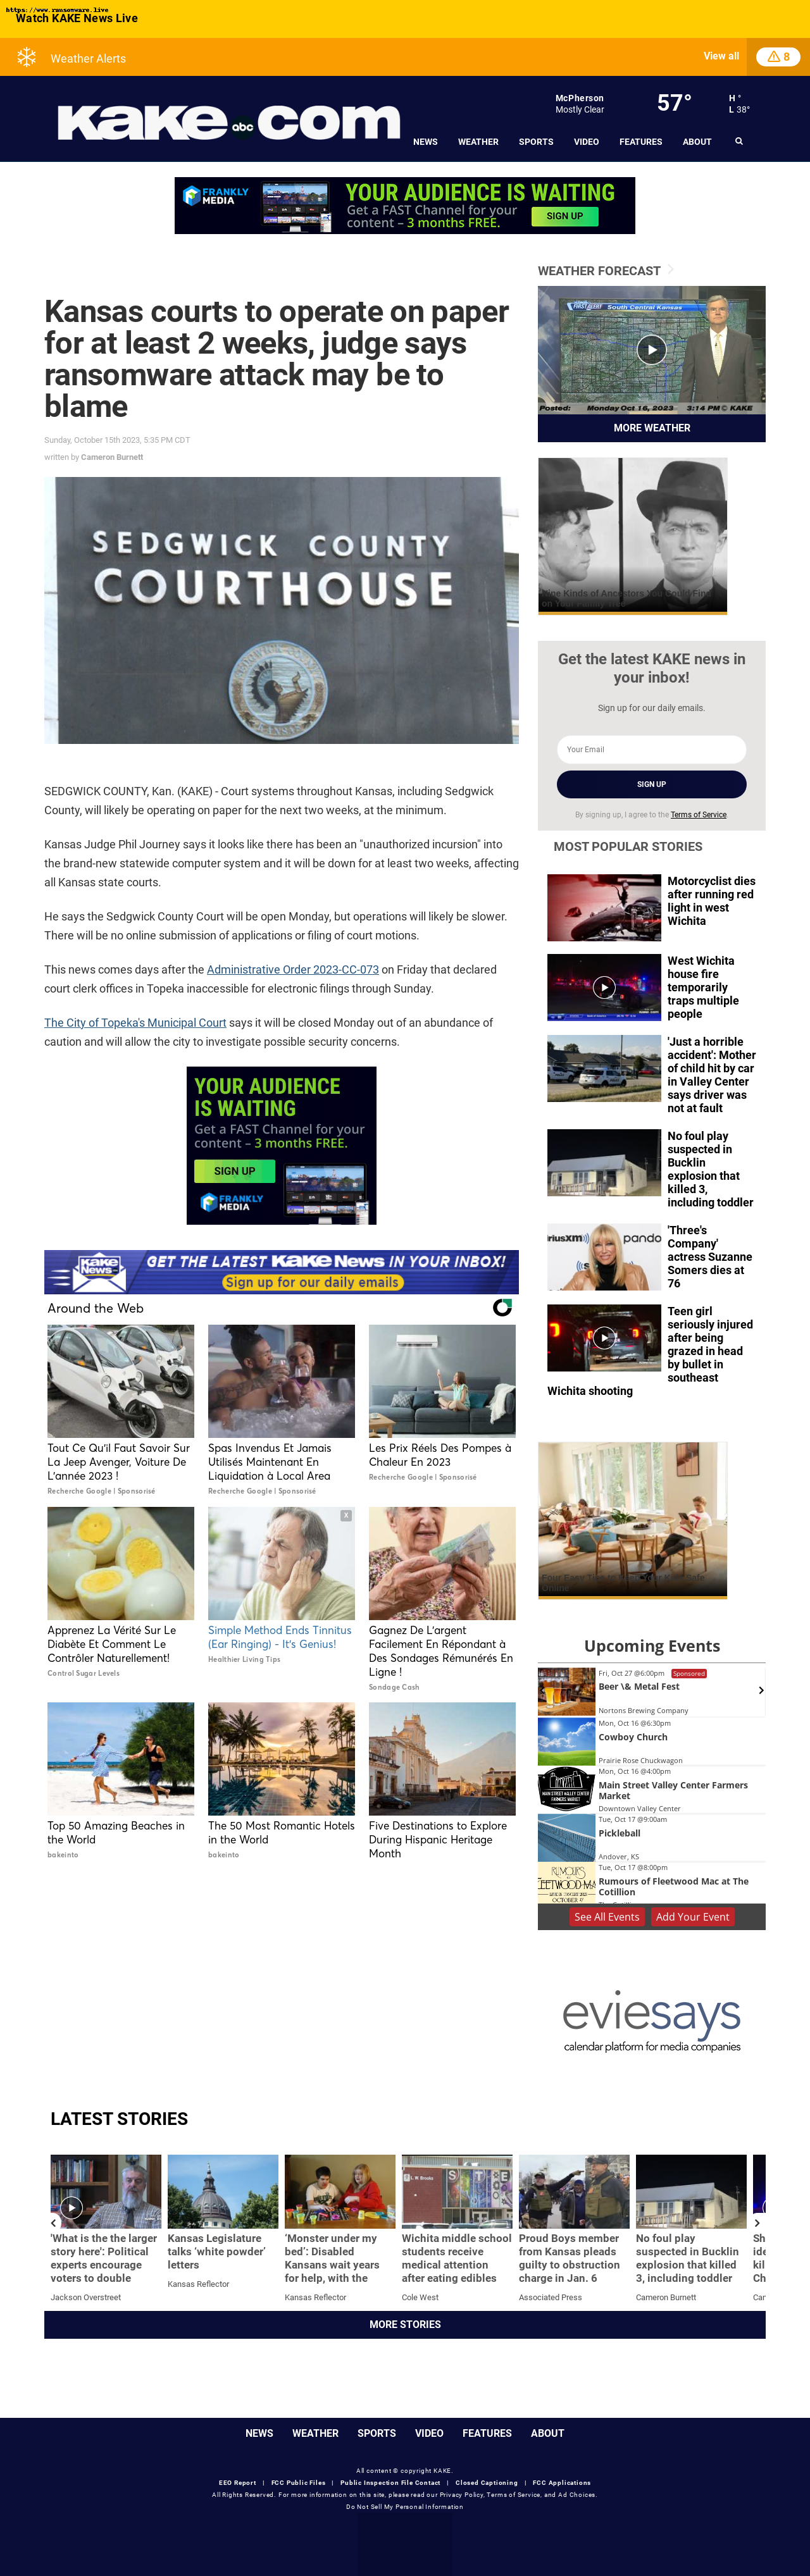 https://www.ransomware.live
Watch KAKE News Live
Weather Alerts
View all
8
kake abc com
McPherson
Mostly Clear
57°
H °
L 38°
NEWS WEATHER SPORTS VIDEO FEATURES ABOUT
FRANKLY MEDIA
YOUR AUDIENCE IS WAITING
Get a FAST Channel for your
content – 3 months FREE.
SIGN UP
Kansas courts to operate on paper
for at least 2 weeks, judge says
ransomware attack may be to
blame
Sunday, October 15th 2023, 5:35 PM CDT
written by Cameron Burnett
SEDGWICK COUNTY
COURTHOUSE
SEDGWICK COUNTY, Kan. (KAKE) - Court systems throughout Kansas, including Sedgwick
County, will likely be operating on paper for the next two weeks, at the minimum.
Kansas Judge Phil Journey says it looks like there has been an "unauthorized incursion" into
the brand-new statewide computer system and it will be down for at least two weeks, affecting
all Kansas state courts.
He says the Sedgwick County Court will be open Monday, but operations will likely be slower.
There will be no online submission of applications or filing of court motions.
This news comes days after the Administrative Order 2023-CC-073 on Friday that declared
court clerk offices in Topeka inaccessible for electronic filings through Sunday.
The City of Topeka's Municipal Court says it will be closed Monday out of an abundance of
caution and will allow the city to investigate possible security concerns.
YOUR AUDIENCE
IS WAITING
Get a FAST Channel for your
content – 3 months FREE.
SIGN UP
FRANKLY
MEDIA
KAKE News
GET THE LATEST KAKE News IN YOUR INBOX!
Sign up for our daily emails
Around the Web
Tout Ce Qu'il Faut Savoir Sur
La Jeep Avenger, Voiture De
L'année 2023 !
Recherche Google | Sponsorisé
Spas Invendus Et Jamais
Utilisés Maintenant En
Liquidation à Local Area
Recherche Google | Sponsorisé
Les Prix Réels Des Pompes à
Chaleur En 2023
Recherche Google | Sponsorisé
X
Apprenez La Vérité Sur Le
Diabète Et Comment Le
Contrôler Naturellement!
Control Sugar Levels
Simple Method Ends Tinnitus
(Ear Ringing) - It's Genius!
Healthier Living Tips
Gagnez De L'argent
Facilement En Répondant à
Des Sondages Rémunérés En
Ligne !
Sondage Cash
Top 50 Amazing Beaches in
the World
bakeinto
The 50 Most Romantic Hotels
in the World
bakeinto
Five Destinations to Explore
During Hispanic Heritage
Month
WEATHER FORECAST
FIRST ALERT
South Central Kansas
Posted: Monday Oct 16, 2023 3:14 PM © KAKE
MORE WEATHER
Kinds of Ancestors You Could Find
Get the latest KAKE news in
your inbox!
Sign up for our daily emails.
Your Email
SIGN UP
By signing up, I agree to the Terms of Service
MOST POPULAR STORIES
Motorcyclist dies
after running red
light in west
Wichita
West Wichita
house fire
temporarily
traps multiple
people
'Just a horrible
accident': Mother
of child hit by car
in Valley Center
says driver was
not at fault
No foul play
suspected in
Bucklin
explosion that
killed 3,
including toddler
siriusXM pando
'Three's
Company'
actress Suzanne
Somers dies at
76
Teen girl
seriously injured
after being
grazed in head
by bullet in
southeast
Wichita shooting
Online
Upcoming Events
Fri, Oct 27 @6:00pm Sponsored
Beer \& Metal Fest
Nortons Brewing Company
Mon, Oct 16 @6:30pm
Cowboy Church
Prairie Rose Chuckwagon
Mon, Oct 16 @4:00pm
Main Street Valley Center Farmers
Market
Downtown Valley Center
Tue, Oct 17 @9:00am
Pickleball
Andover, KS
Tue, Oct 17 @8:00pm
Rumours of Fleetwood Mac at The
Cotillion
See All Events Add Your Event
eviesays
calendar platform for media companies
LATEST STORIES
'What is the the larger
story here': Political
experts encourage
voters to double
Jackson Overstreet
Kansas Legislature
talks 'white powder'
letters
Kansas Reflector
'Monster under my
bed': Disabled
Kansans wait years
for help, with the
Kansas Reflector
Wichita middle school
students receive
medical attention
after eating edibles
Cole West
Proud Boys member
from Kansas pleads
guilty to obstruction
charge in Jan. 6
Associated Press
No foul play
suspected in Bucklin
explosion that killed
3, including toddler
Cameron Burnett
Sh
ide
kil
Ch
Car
MORE STORIES
NEWS WEATHER SPORTS VIDEO FEATURES ABOUT
All content © copyright KAKE.
EEO Report | FCC Public Files | Public Inspection File Contact | Closed Captioning | FCC Applications
All Rights Reserved. For more information on this site, please read our Privacy Policy, Terms of Service, and Ad Choices.
Do Not Sell My Personal Information